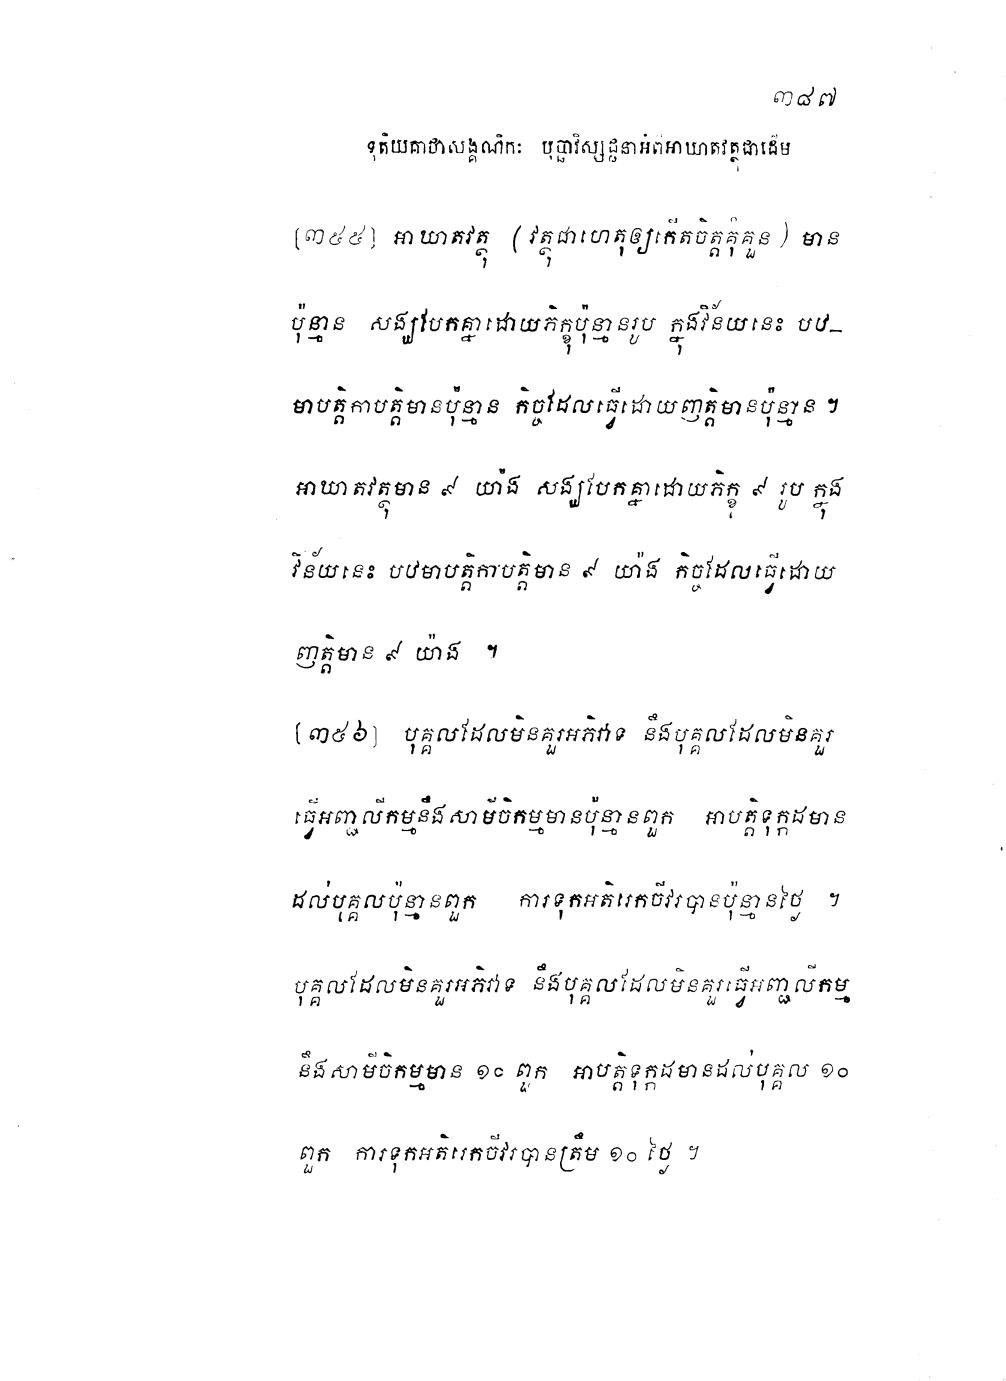 ៣៨៧
ទុតិយគាថាសង្គណិកៈ បុច្ឆាវិស្សជ្ជនាអំពីអាឃាតវត្ថុជាដើម
[៣៥៥] អាឃាតវត្ថុ (វត្ថុជាហេតុឲ្យកើតចិត្តគុំគួន) មាន
ប៉ុន្មាន សង្ឃបែកគ្នាដោយភិក្ខុប៉ុន្មានរូប ក្នុងវិន័យនេះ បឋ-
មាបត្តិកាបត្តិមានប៉ុន្មាន កិច្ចដែលធ្វើដោយញត្តិមានប៉ុន្មាន ។
អាឃាតវត្ថុមាន ៩ យ៉ាង សង្ឃបែកគ្នាដោយភិក្ខុ ៩ រូប ក្នុង
វិន័យនេះ បឋមាបត្តិកាបត្តិមាន ៩ យ៉ាង កិច្ចដែលធ្វើដោយ
ញត្តិមាន ៩ យ៉ាង ។
[៣៥៦] បុគ្គលដែលមិនគួរអភិវាទ នឹងបុគ្គលដែលមិនគួរ
ធ្វើអញ្ជលីកម្មនឹងសាមីចិកម្មមានប៉ុន្មានពួក អាបត្តិទុក្កដមាន
ដល់បុគ្គលប៉ុន្មានពួក ការទុកអតិរេកចីវរបានប៉ុន្មានថ្ងៃ ។
បុគ្គលដែលមិនគួរអភិវាទ នឹងបុគ្គលដែលមិនគួរធ្វើអញ្ជលីកម្ម
នឹងសាមីចិកម្មមាន ១០ ពួក អាបត្តិទុក្កដមានដល់បុគ្គល ១០
ពួក ការទុកអតិរេកចីវរបានត្រឹម ១០ ថ្ងៃ ។